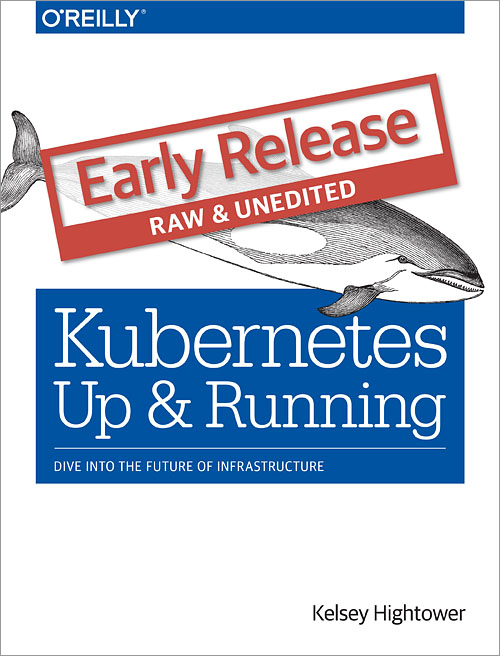 O'REILLY®
Early Release
RAW & UNEDITED
Kubernetes
Up & Running
DIVE INTO THE FUTURE OF INFRASTRUCTURE
Kelsey Hightower